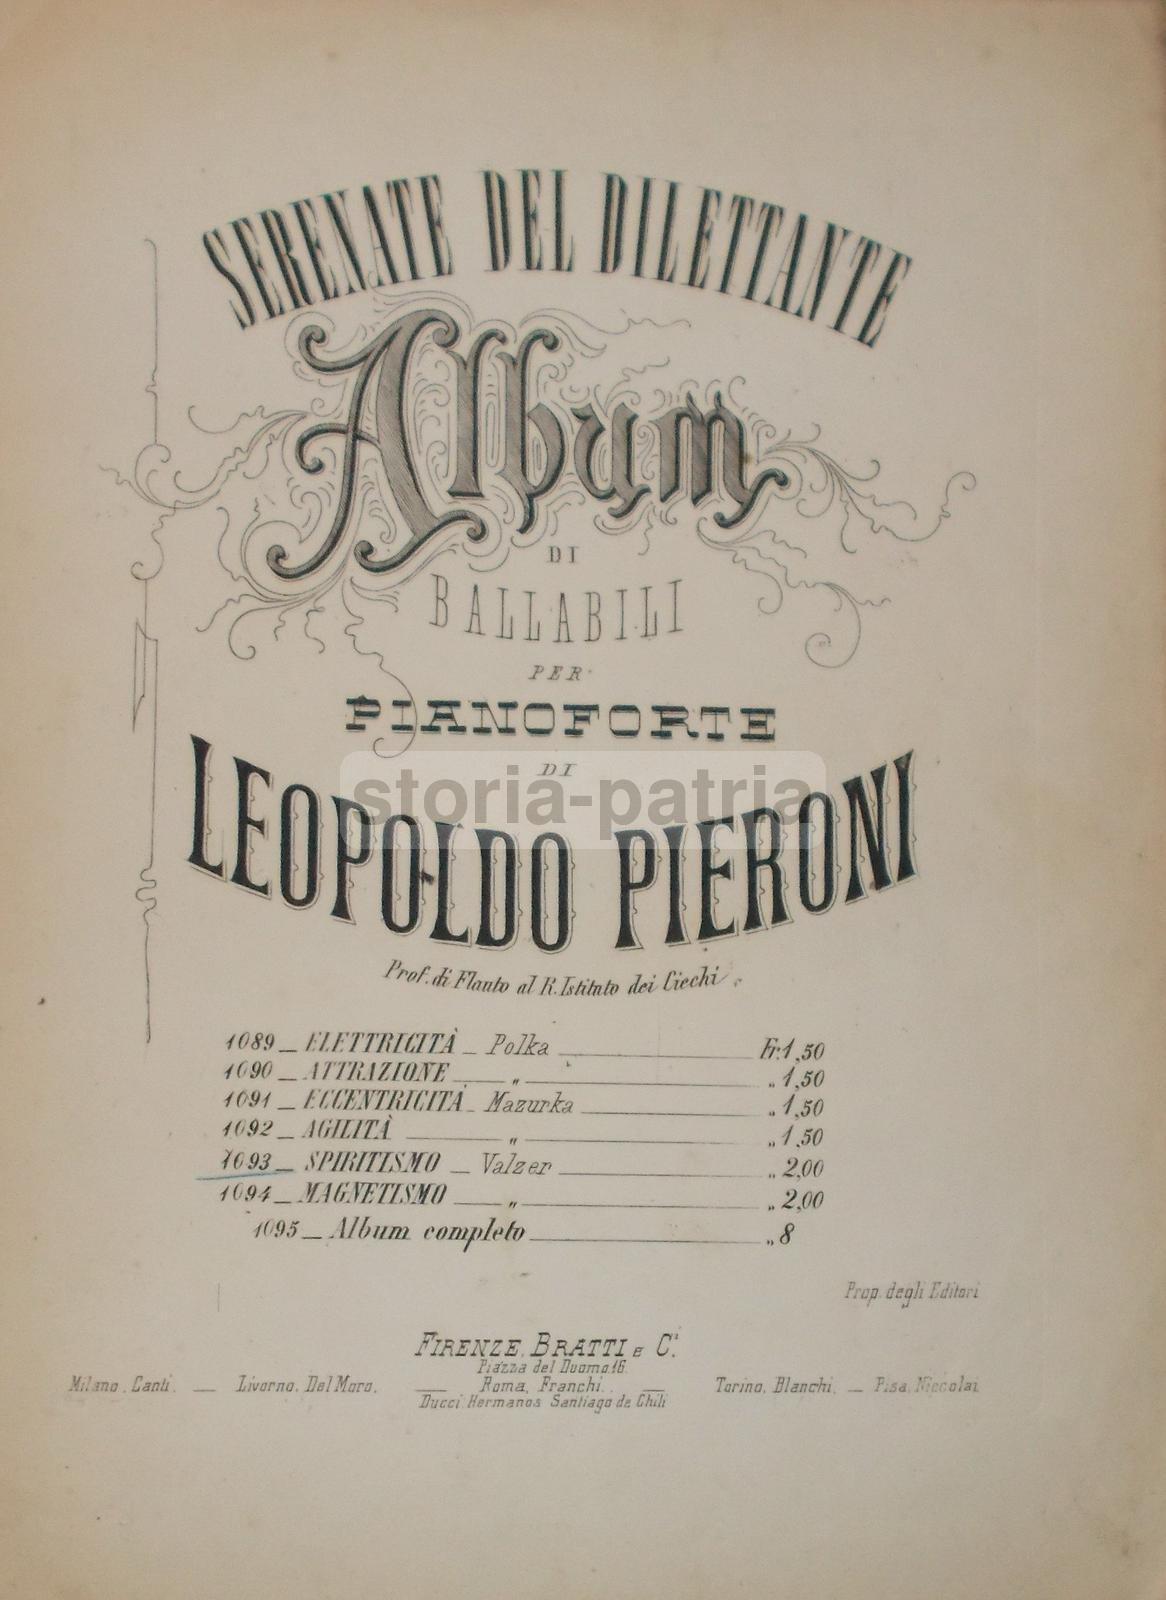 SERENATE DEL DILETTANTE
Album
DI
BALLABILI
PER
PIANOFORTE
DI
storia-patria
LEOPOLDO PIERONI
Prof. di Flauto al R. Istituto dei Ciechi
1089 _ ELETTRICITÀ _ Polka _ Fr. 1,50
1090 _ ATTRAZIONE _ „ _ „ 1,50
1091 _ ECCENTRICITÀ _ Mazurka _ „ 1,50
1092 _ AGILITÀ _ „ _ „ 1,50
1093 _ SPIRITISMO _ Valzer _ „ 2,00
1094 _ MAGNETISMO _ „ _ „ 2,00
1095 _ Album completo _ „ 8
Prop. degli Editori
FIRENZE, BRATTI e C.i
Piazza del Duomo 16.
Milano, Canti. _ Livorno, Del Moro. _ Roma, Franchi. _ Torino, Blanchi. _ Pisa, Niccolai
Ducci Hermanos Santiago de Chili